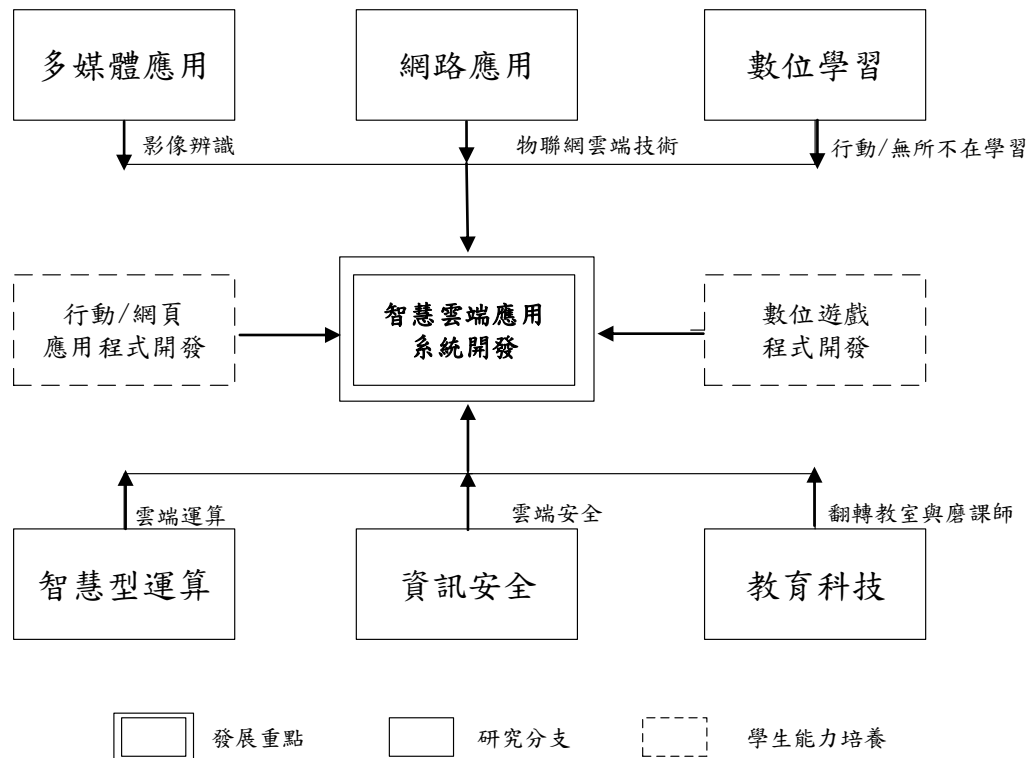 多媒體應用
網路應用
數位學習
影像辨識
物聯網雲端技術
行動/無所不在學習
行動/網頁
應用程式開發
智慧雲端應用
系統開發
數位遊戲
程式開發
雲端運算
雲端安全
翻轉教室與磨課師
智慧型運算
資訊安全
教育科技
發展重點
研究分支
學生能力培養